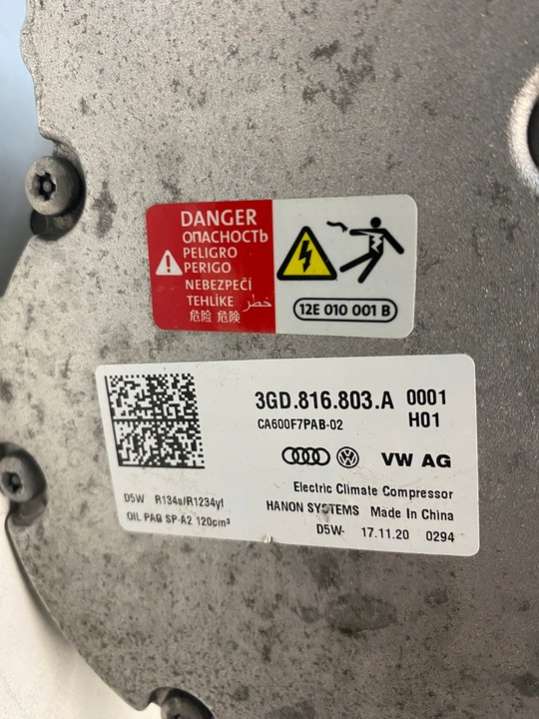 DANGER
ОПАСНОСТЬ
PELIGRO
PERIGO
NEBEZPEČÍ
TEHLİKE خطر
危险 危険
12E 010 001 B
3GD.816.803.A 0001
CA600F7PAB-02 H01
VW AG
Electric Climate Compressor
D5W R134a/R1234yf
HANON SYSTEMS Made In China
OIL PAG SP-A2 120cm³
D5W- 17.11.20 0294